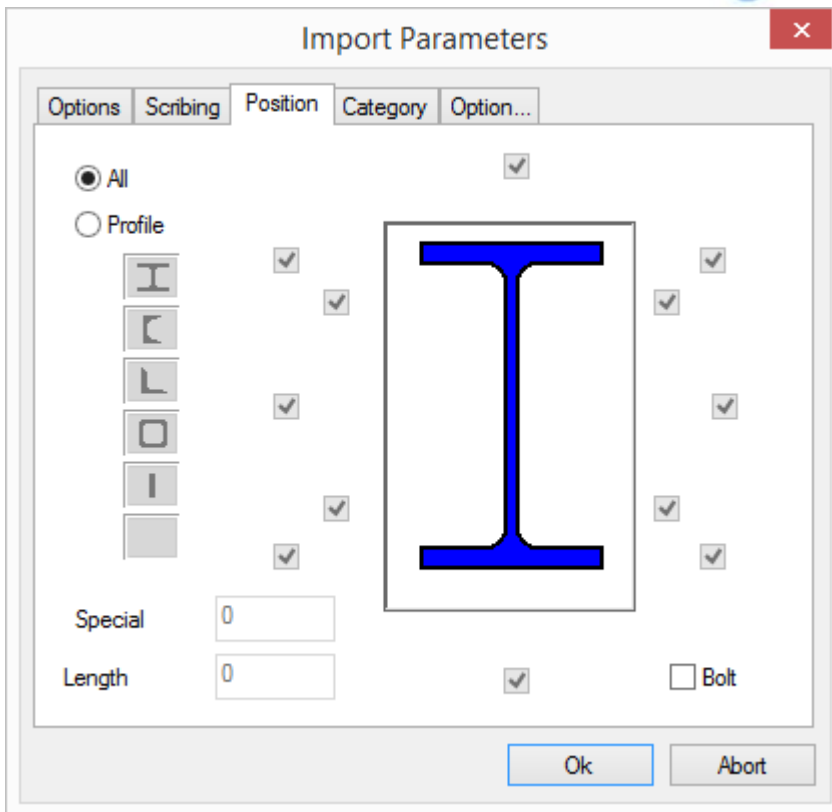 Import Parameters
Options Scribing Position Category Option...
All
Profile
Special 0
Length 0
Bolt
Ok Abort